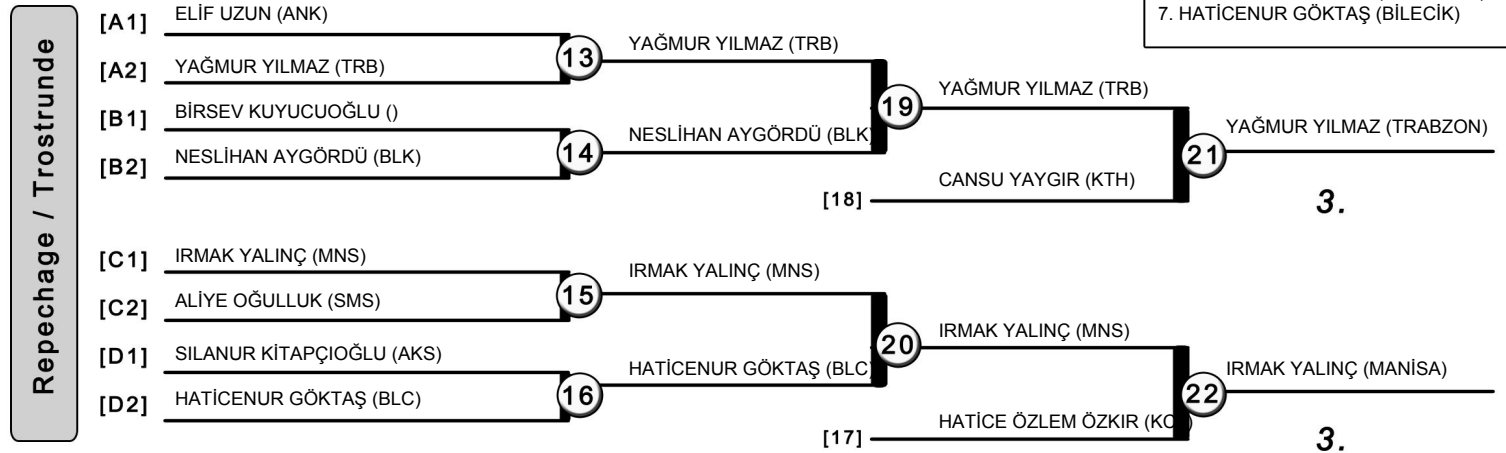 7. HATİCENUR GÖKTAŞ (BİLECİK)
Repechage / Trostrunde
[A1] ELİF UZUN (ANK)
13
YAĞMUR YILMAZ (TRB)
[A2] YAĞMUR YILMAZ (TRB)
19
YAĞMUR YILMAZ (TRB)
[B1] BİRSEV KUYUCUOĞLU ()
14
NESLİHAN AYGÖRDÜ (BLK)
[B2] NESLİHAN AYGÖRDÜ (BLK)
21
YAĞMUR YILMAZ (TRABZON)
[18] CANSU YAYGIR (KTH)
3.
[C1] IRMAK YALINÇ (MNS)
15
IRMAK YALINÇ (MNS)
[C2] ALİYE OĞULLUK (SMS)
20
IRMAK YALINÇ (MNS)
[D1] SILANUR KİTAPÇIOĞLU (AKS)
16
HATİCENUR GÖKTAŞ (BLC)
[D2] HATİCENUR GÖKTAŞ (BLC)
22
IRMAK YALINÇ (MANİSA)
[17] HATİCE ÖZLEM ÖZKIR
3.